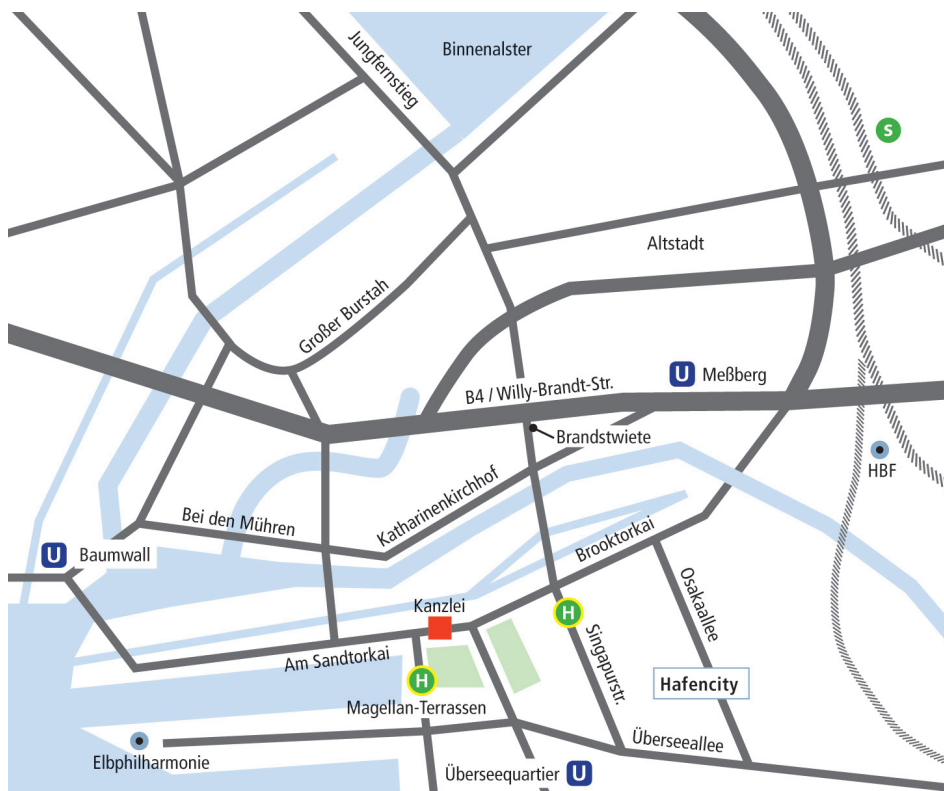 Binnenalster
Jungfernstieg
S
Altstadt
Großer Burstah
U Meßberg
B4 / Willy-Brandt-Str.
Brandstwiete
HBF
Katharinenkirchhof
Bei den Mühren
U Baumwall
Brooktorkai
Osakaallee
Kanzlei
H
Singapurstr.
Am Sandtorkai
H
Magellan-Terrassen
Hafencity
Überseeallee
Elbphilharmonie
Überseequartier U